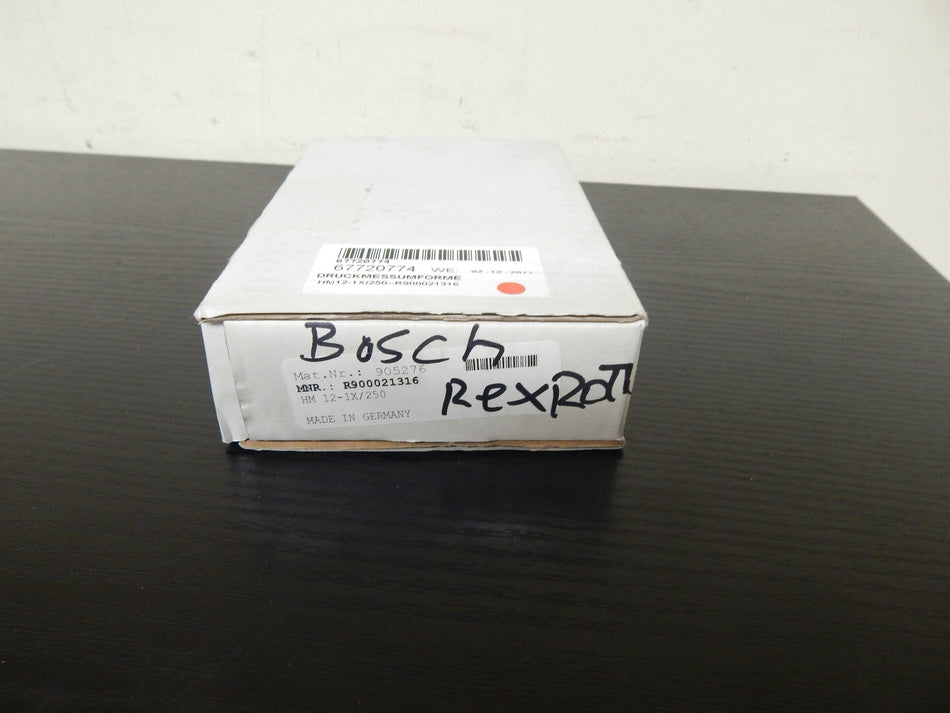 67720774
67720774 WE: 02.12.2011
DRUCKMESSUMFORME
HM12-1X/250--R900021316
Bosch
Mat.Nr.: 905276
MNR.: R900021316
HM 12-1X/250
RexRoth
MADE IN GERMANY